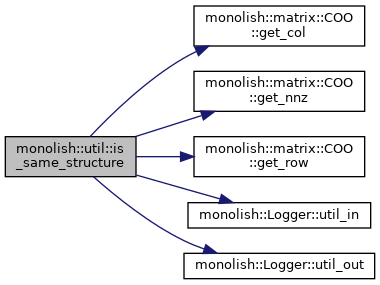 monolish::matrix::COO
::get_col
monolish::matrix::COO
::get_nnz
monolish::util::is
_same_structure
monolish::matrix::COO
::get_row
monolish::Logger::util_in
monolish::Logger::util_out